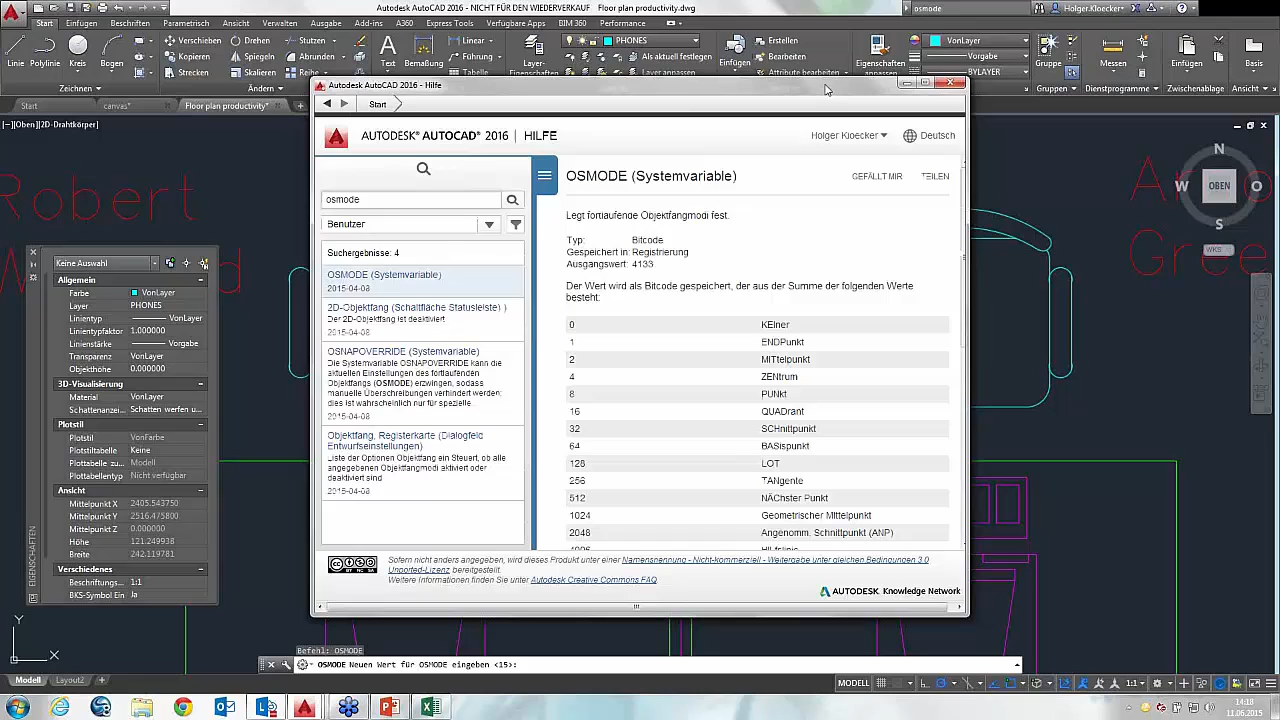 Autodesk AutoCAD 2016 - NICHT FÜR DEN WIEDERVERKAUF Floor plan productivity.dwg
osmode
Holger.Kloecker
Start Einfügen Beschriften Parametrisch Ansicht Verwalten Ausgabe Add-ins A360 Express Tools Verfügbare Apps BIM 360 Performance
Linie Polylinie Kreis Bogen
Verschieben Drehen Stutzen
Kopieren Spiegeln Abrunden
Strecken Skalieren Reihe
Text Bemaßung
Linear
Führung
Tabelle
Layer-
PHONES
Als aktuell festlegen
Einfügen
Erstellen
Bearbeiten
Attribute bearbeiten
VonLayer
Vorgabe
BYLAYER
Gruppe
Messen
Einfügen
Basis
Zeichnen
Ändern
Gruppen Dienstprogramme Zwischenablage Ansicht
Start canvas* Floor plan productivity*
[−][Oben][2D-Drahtkörper]
Robert
N
W OBEN O
S
WKS
Autodesk AutoCAD 2016 - Hilfe
Start
AUTODESK® AUTOCAD® 2016 | HILFE
Holger Kloecker
Deutsch
osmode
Benutzer
Suchergebnisse: 4
OSMODE (Systemvariable)
2015-04-08
2D-Objektfang (Schaltfläche Statusleiste) )
Der 2D-Objektfang ist deaktiviert
2015-04-08
OSNAPOVERRIDE (Systemvariable)
Die Systemvariable OSNAPOVERRIDE kann die
aktuellen Einstellungen des fortlaufenden
Objektfangs (OSMODE) erzwingen, sodass
manuelle Überschreibungen verhindert werden;
dies ist wahrscheinlich nur für spezielle.
2015-04-08
Objektfang, Registerkarte (Dialogfeld
Entwurfseinstellungen)
Liste der Optionen Objektfang ein Steuert, ob alle
angegebenen Objektfangmodi aktiviert oder
deaktiviert sind
2015-04-08
OSMODE (Systemvariable)
GEFÄLLT MIR TEILEN
Legt fortlaufende Objektfangmodi fest.
Typ: Bitcode
Gespeichert in: Registrierung
Ausgangswert: 4133
Der Wert wird als Bitcode gespeichert, der aus der Summe der folgenden Werte
besteht:
0 KEiner
1 ENDPunkt
2 MITtelpunkt
4 ZENtrum
8 PUNkt
16 QUADrant
32 SCHnittpunkt
64 BASispunkt
128 LOT
256 TANgente
512 NÄChster Punkt
1024 Geometrischer Mittelpunkt
2048 Angenomm. Schnittpunkt (ANP)
Sofern nicht anders angegeben, wird dieses Produkt unter einer Namensnennung - Nicht-kommerziell - Weitergabe unter gleichen Bedingungen 3.0
Unported-Lizenz bereitgestellt.
Weitere Informationen finden Sie unter Autodesk Creative Commons FAQ
AUTODESK. Knowledge Network
Keine Auswahl
Allgemein
Farbe VonLayer
Layer PHONES
Linientyp VonLayer
Linientypfaktor 1.000000
Linienstärke Vorgabe
Transparenz VonLayer
Objekthöhe 0.000000
3D-Visualisierung
Material VonLayer
Schattenanzei... Schatten werfen u...
Plotstil
Plotstil VonFarbe
Plotstiltabelle Keine
Plottabelle zu... Modell
Plottabellentyp Nicht verfügbar
Ansicht
Mittelpunkt X 2405.543750
Mittelpunkt Y 2516.475800
Mittelpunkt Z 0.000000
Höhe 121.249938
Breite 242.119781
Verschiedenes
Beschriftungs... 1:1
BKS-Symbol Ein Ja
EIGENSCHAFTEN
Y
X
Befehl: OSMODE
OSMODE Neuen Wert für OSMODE eingeben <15>:
Modell Layout2
MODELL
1:1
14:18
11.06.2015